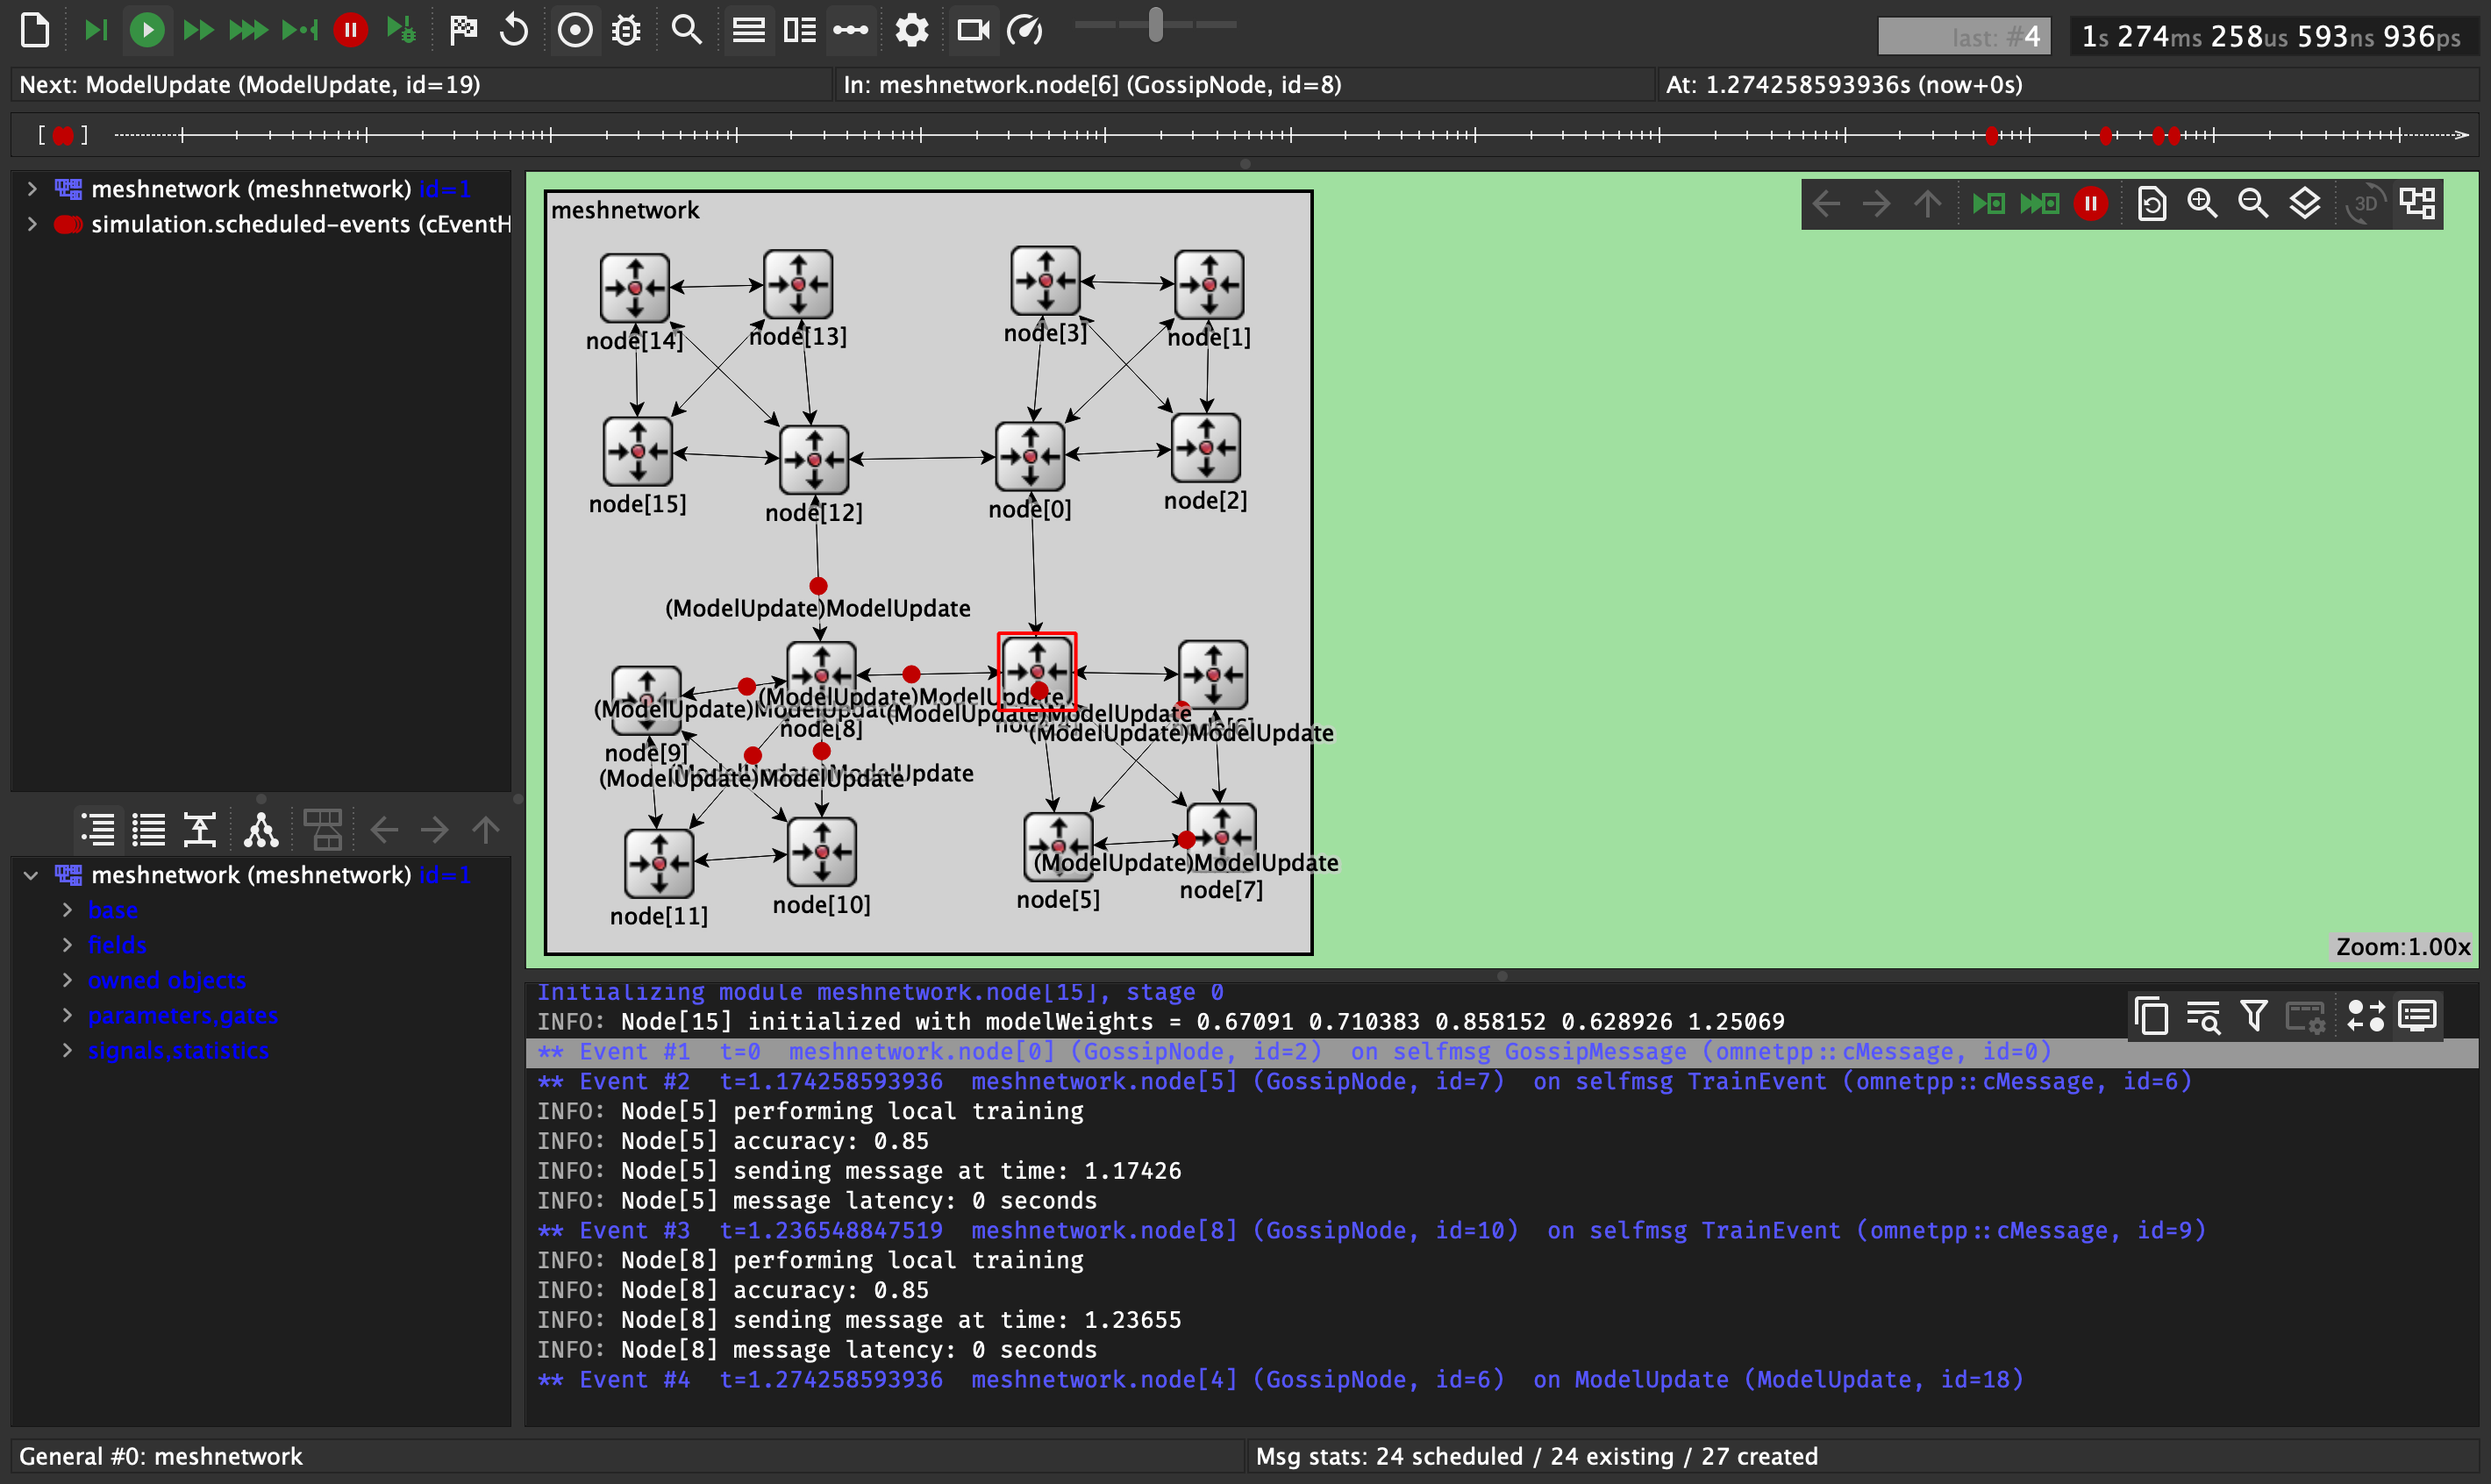 last: #4
1s 274ms 258us 593ns 936ps
Next: ModelUpdate (ModelUpdate, id=19)
In: meshnetwork.node[6] (GossipNode, id=8)
At: 1.274258593936s (now+0s)
[ ]
meshnetwork (meshnetwork) id=1
simulation.scheduled-events (cEventH
3D
meshnetwork
node[14]
node[13]
node[3]
node[1]
node[15]
node[12]
node[0]
node[2]
(ModelUpdate)ModelUpdate
(ModelUpdate)ModelUpdate
(ModelUpdate)ModelUpdate
(ModelUpdate)ModelUpdate
node[8]
node[6]
(ModelUpdate)ModelUpdate
node[9]
(ModelUpdate)ModelUpdate
(ModelUpdate)ModelUpdate
(ModelUpdate)ModelUpdate
node[11]
node[10]
node[5]
node[7]
Zoom:1.00x
meshnetwork (meshnetwork) id=1
base
fields
owned objects
parameters,gates
signals,statistics
Initializing module meshnetwork.node[15], stage 0
INFO: Node[15] initialized with modelWeights = 0.67091 0.710383 0.858152 0.628926 1.25069
** Event #1 t=0 meshnetwork.node[0] (GossipNode, id=2) on selfmsg GossipMessage (omnetpp::cMessage, id=0)
** Event #2 t=1.174258593936 meshnetwork.node[5] (GossipNode, id=7) on selfmsg TrainEvent (omnetpp::cMessage, id=6)
INFO: Node[5] performing local training
INFO: Node[5] accuracy: 0.85
INFO: Node[5] sending message at time: 1.17426
INFO: Node[5] message latency: 0 seconds
** Event #3 t=1.236548847519 meshnetwork.node[8] (GossipNode, id=10) on selfmsg TrainEvent (omnetpp::cMessage, id=9)
INFO: Node[8] performing local training
INFO: Node[8] accuracy: 0.85
INFO: Node[8] sending message at time: 1.23655
INFO: Node[8] message latency: 0 seconds
** Event #4 t=1.274258593936 meshnetwork.node[4] (GossipNode, id=6) on ModelUpdate (ModelUpdate, id=18)
General #0: meshnetwork
Msg stats: 24 scheduled / 24 existing / 27 created